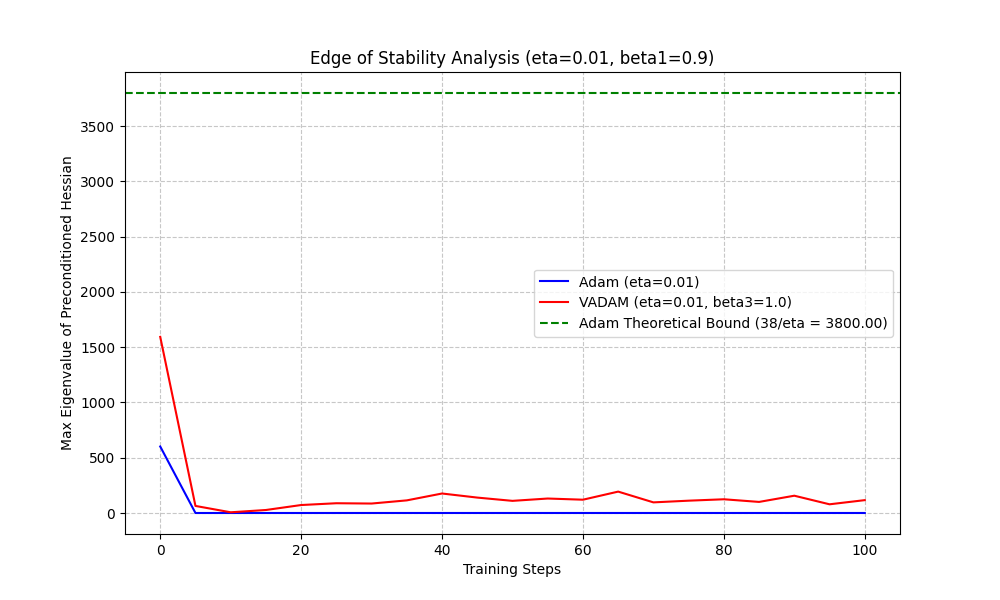 Edge of Stability Analysis (eta=0.01, beta1=0.9)
Max Eigenvalue of Preconditioned Hessian
3500
3000
2500
2000
1500
1000
500
0
Adam (eta=0.01)
VADAM (eta=0.01, beta3=1.0)
Adam Theoretical Bound (38/eta = 3800.00)
0 20 40 60 80 100
Training Steps